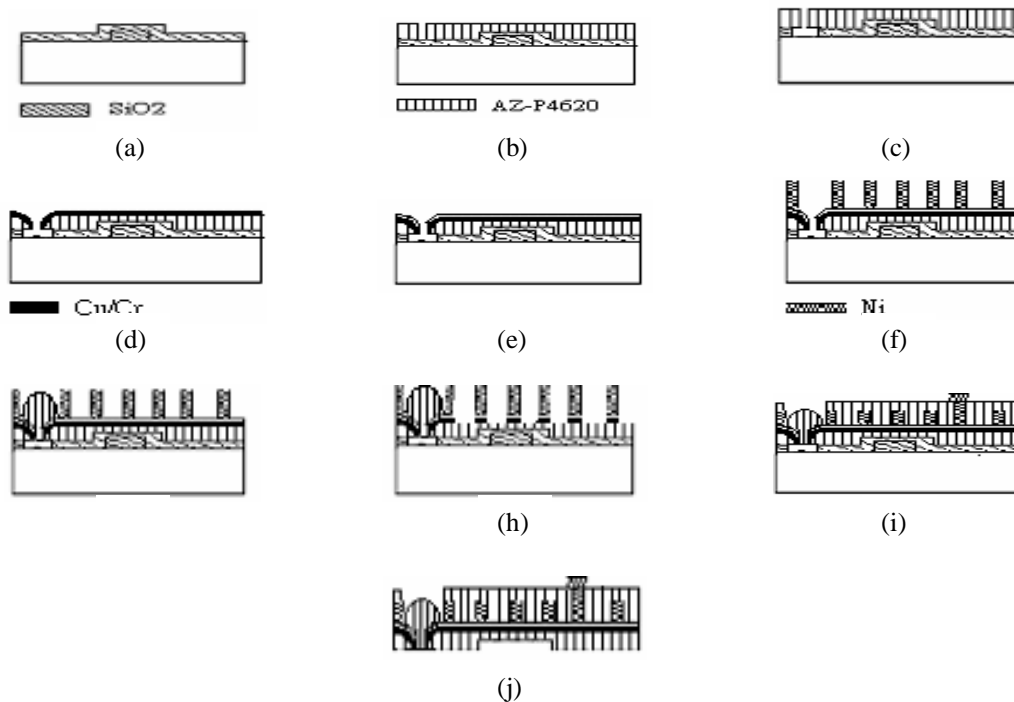 SiO2
AZ-P4620
(a)
(b)
(c)
Cu/Cr
Ni
(d)
(e)
(f)
(h)
(i)
(j)